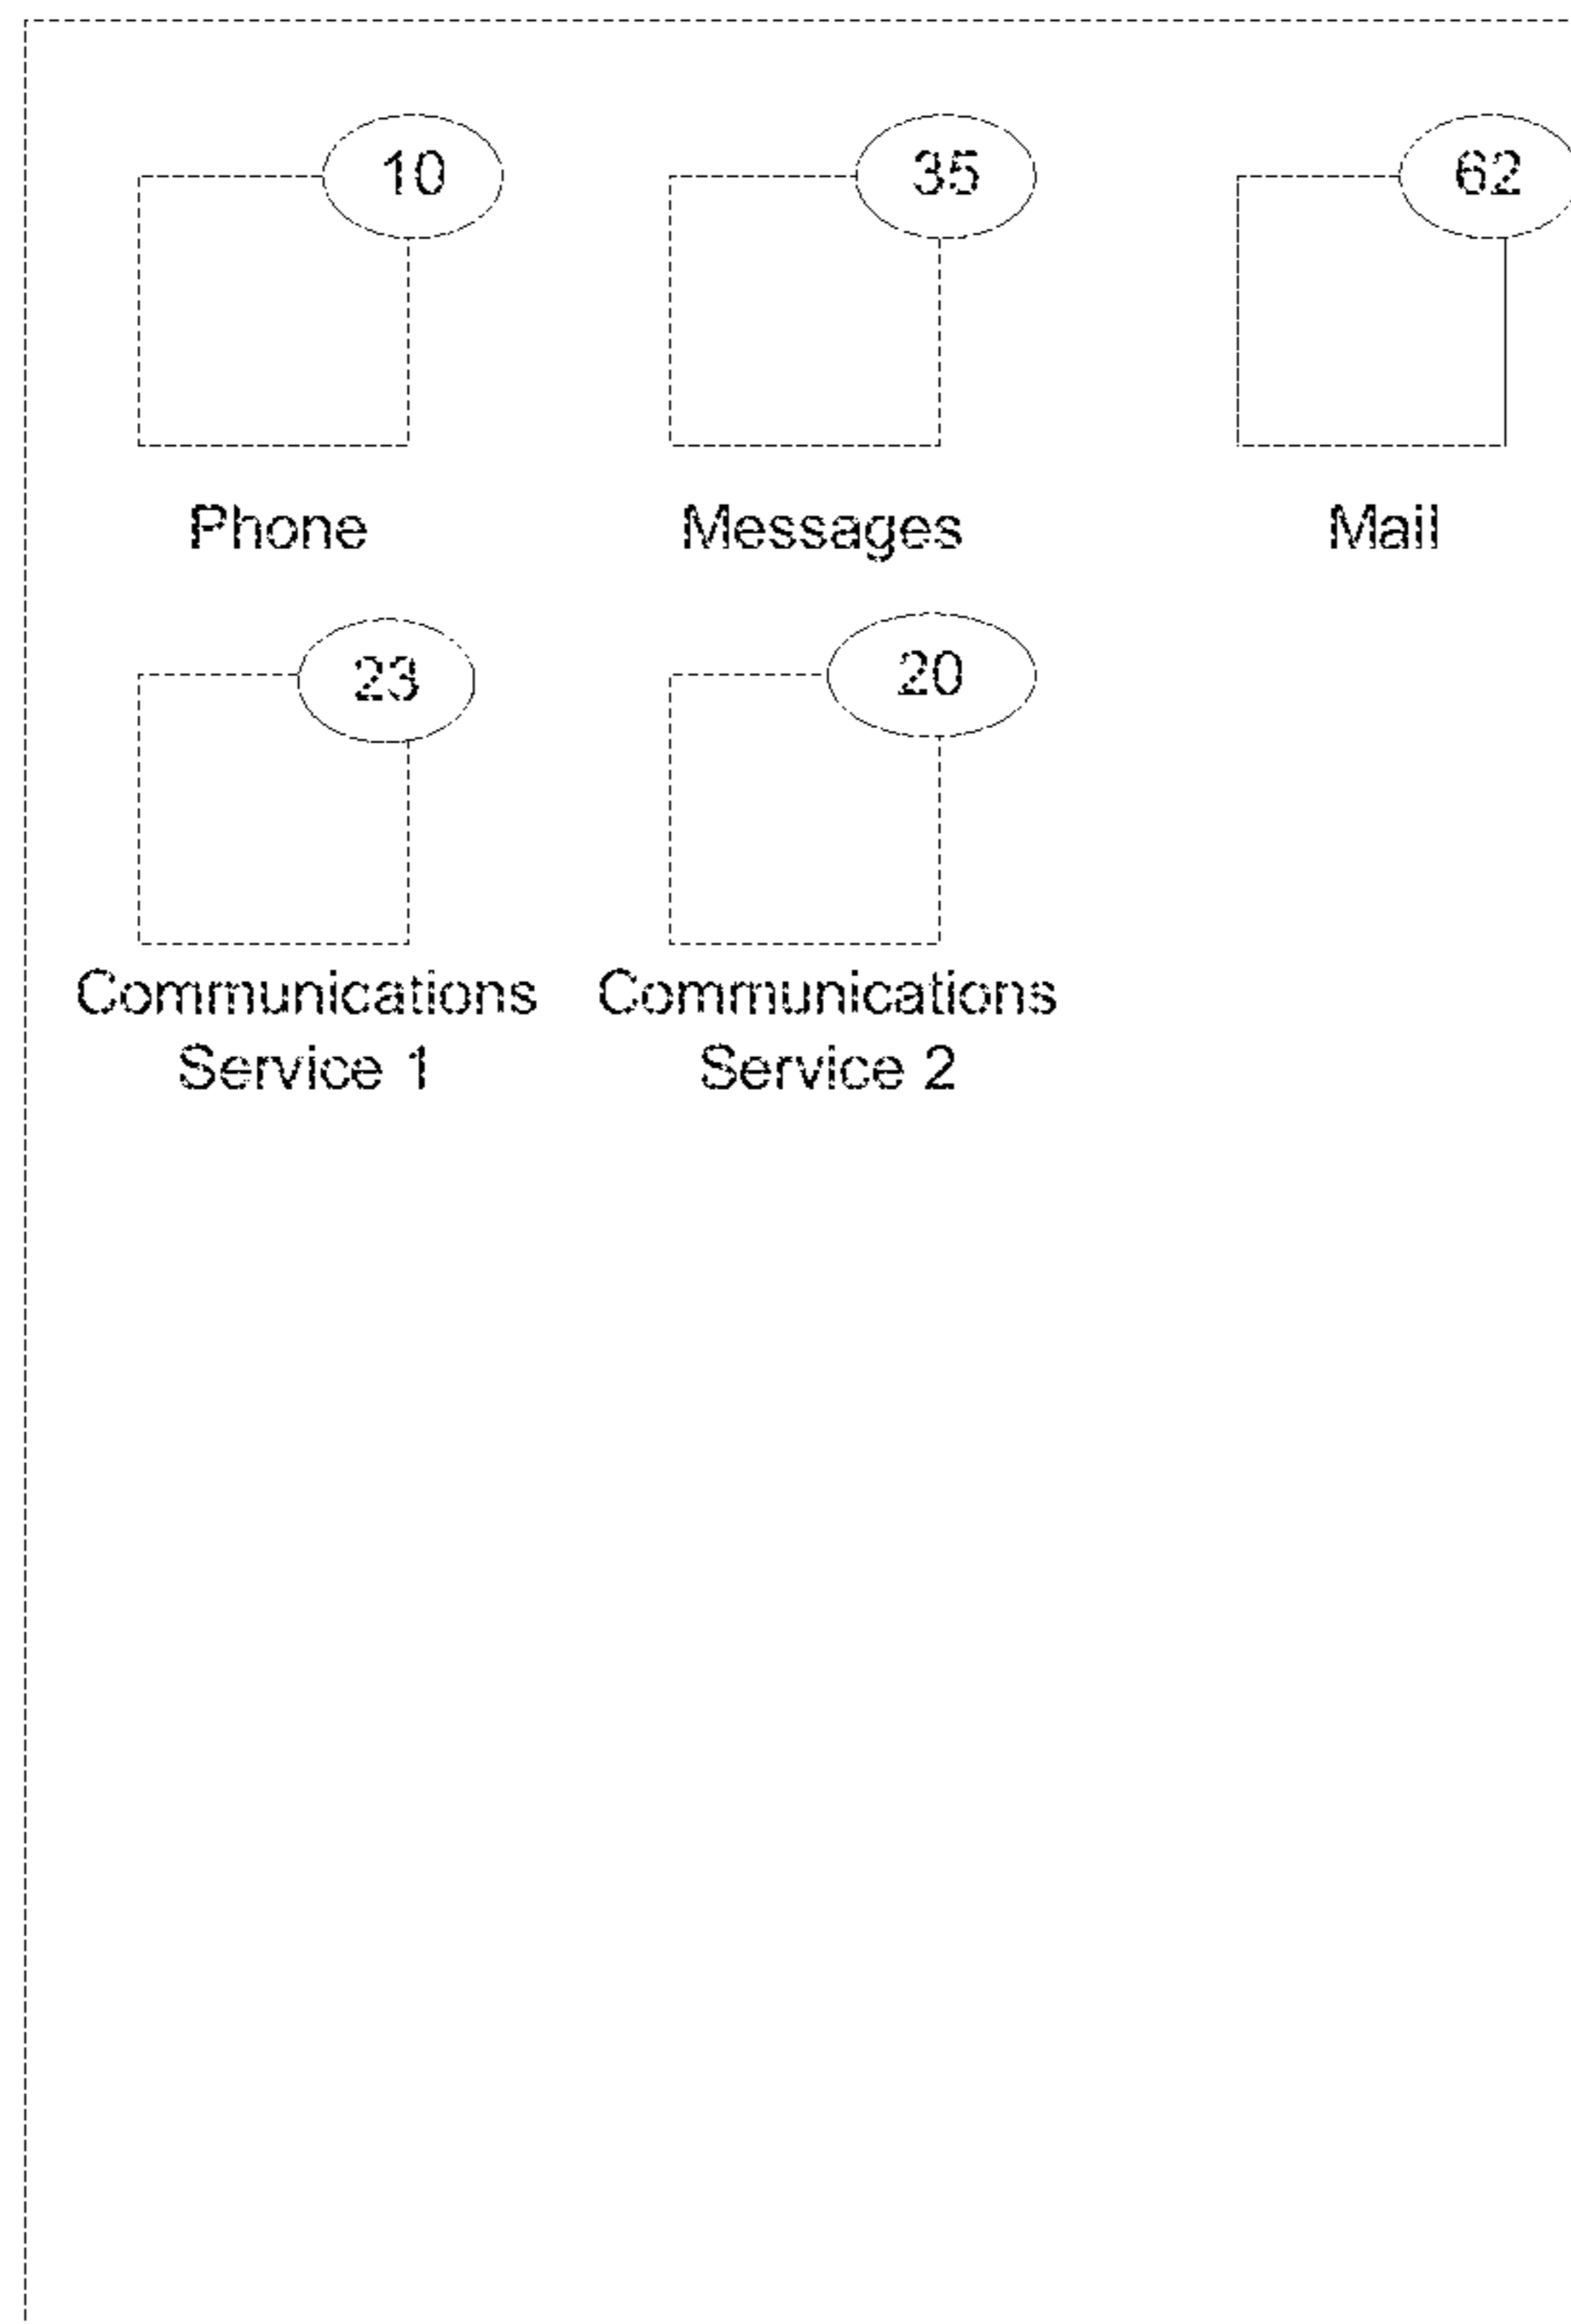 10 35 62
Phone Messages Mail
23 20
Communications Communications
Service 1 Service 2